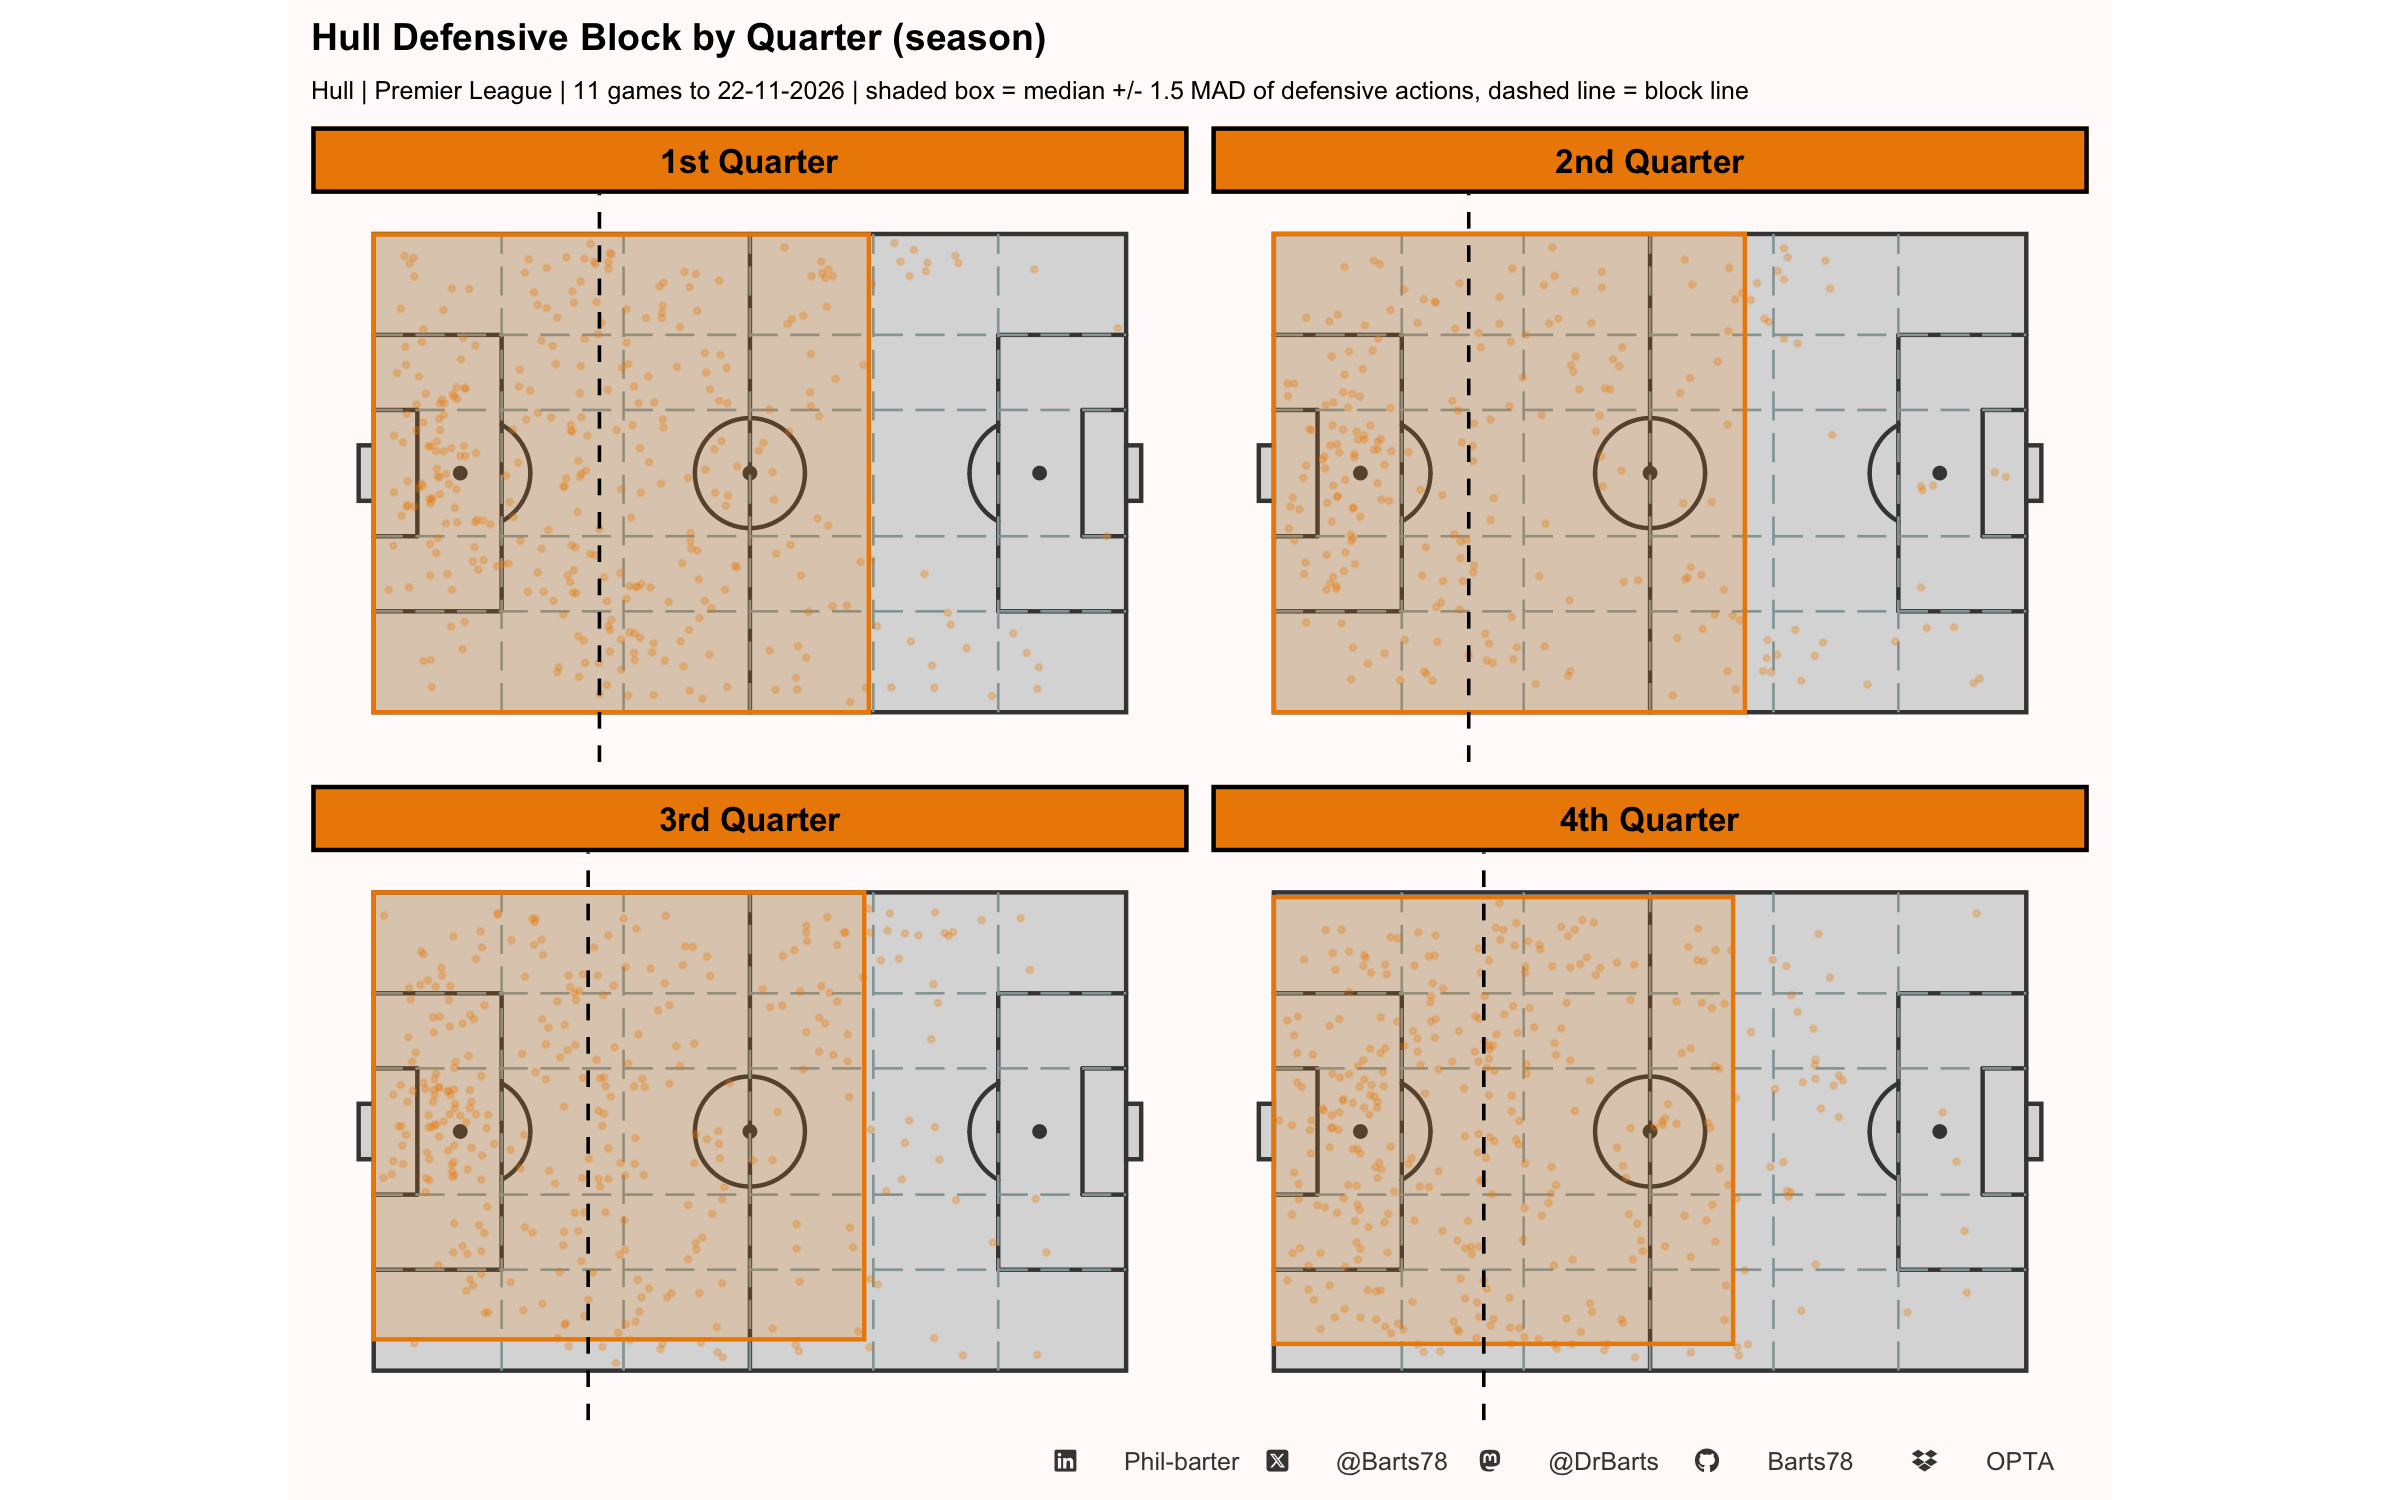 Hull Defensive Block by Quarter (season)
Hull | Premier League | 11 games to 22-11-2026 | shaded box = median +/- 1.5 MAD of defensive actions, dashed line = block line
1st Quarter
2nd Quarter
3rd Quarter
4th Quarter
Phil-barter @Barts78 @DrBarts Barts78 OPTA